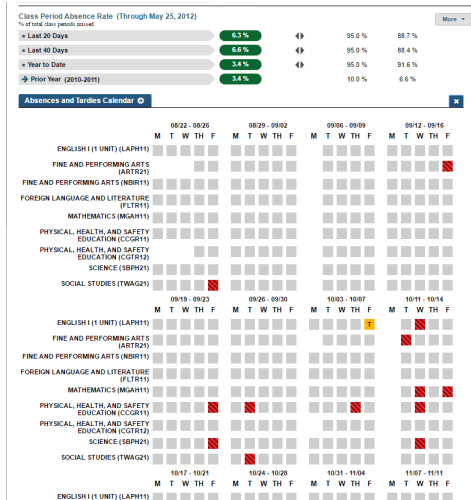 Class Period Absence Rate (Through May 25, 2012)
% of total class periods missed
More
Last 20 Days 6.3 % 95.0 % 88.7 %
Last 40 Days 6.6 % 95.0 % 88.4 %
Year to Date 3.4 % 95.0 % 91.6 %
Prior Year (2010-2011) 3.4 % 10.0 % 6.6 %
Absences and Tardies Calendar
08/22 - 08/26 08/29 - 09/02 09/06 - 09/09 09/12 - 09/16
M T W TH F M T W TH F M T W TH F M T W TH F
ENGLISH I (1 UNIT) (LAPH11)
FINE AND PERFORMING ARTS
(ARTR21)
FINE AND PERFORMING ARTS (NBIR11)
FOREIGN LANGUAGE AND LITERATURE
(FLTR11)
MATHEMATICS (MGAH11)
PHYSICAL, HEALTH, AND SAFETY
EDUCATION (CCGR11)
PHYSICAL, HEALTH, AND SAFETY
EDUCATION (CGTR12)
SCIENCE (SBPH21)
SOCIAL STUDIES (TWAG21)
09/19 - 09/23 09/26 - 09/30 10/03 - 10/07 10/11 - 10/14
M T W TH F M T W TH F M T W TH F M T W TH F
ENGLISH I (1 UNIT) (LAPH11) T
FINE AND PERFORMING ARTS
(ARTR21)
FINE AND PERFORMING ARTS (NBIR11)
FOREIGN LANGUAGE AND LITERATURE
(FLTR11)
MATHEMATICS (MGAH11)
PHYSICAL, HEALTH, AND SAFETY
EDUCATION (CCGR11)
PHYSICAL, HEALTH, AND SAFETY
EDUCATION (CGTR12)
SCIENCE (SBPH21)
SOCIAL STUDIES (TWAG21)
10/17 - 10/21 10/24 - 10/28 10/31 - 11/04 11/07 - 11/11
M T W TH F M T W TH F M T W TH F M T W TH F
ENGLISH I (1 UNIT) (LAPH11)